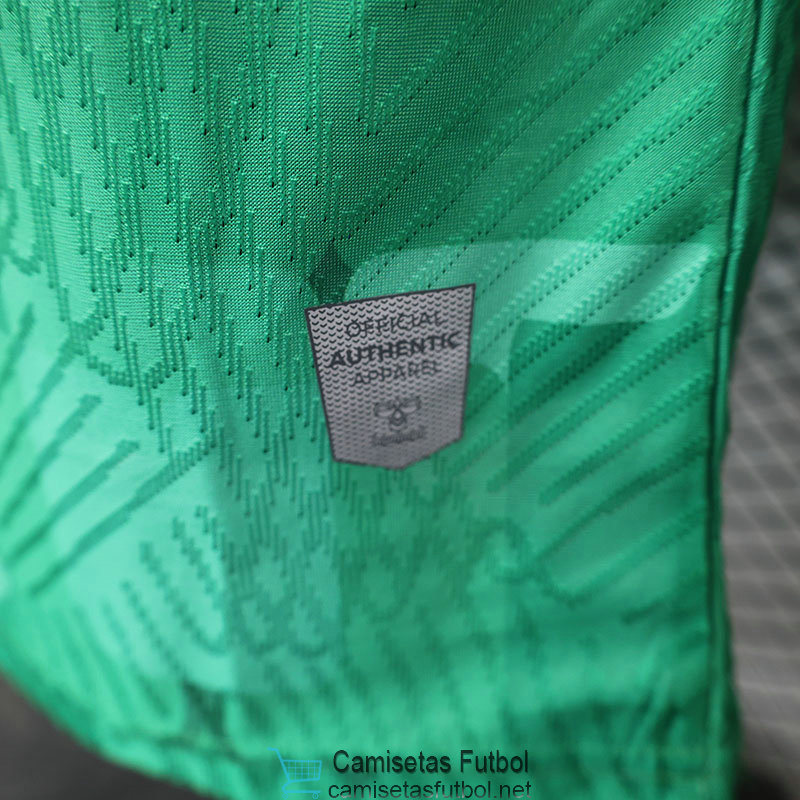 OFFICIAL
AUTHENTIC
APPAREL
Camisetas Futbol
camisetasfutbol.net